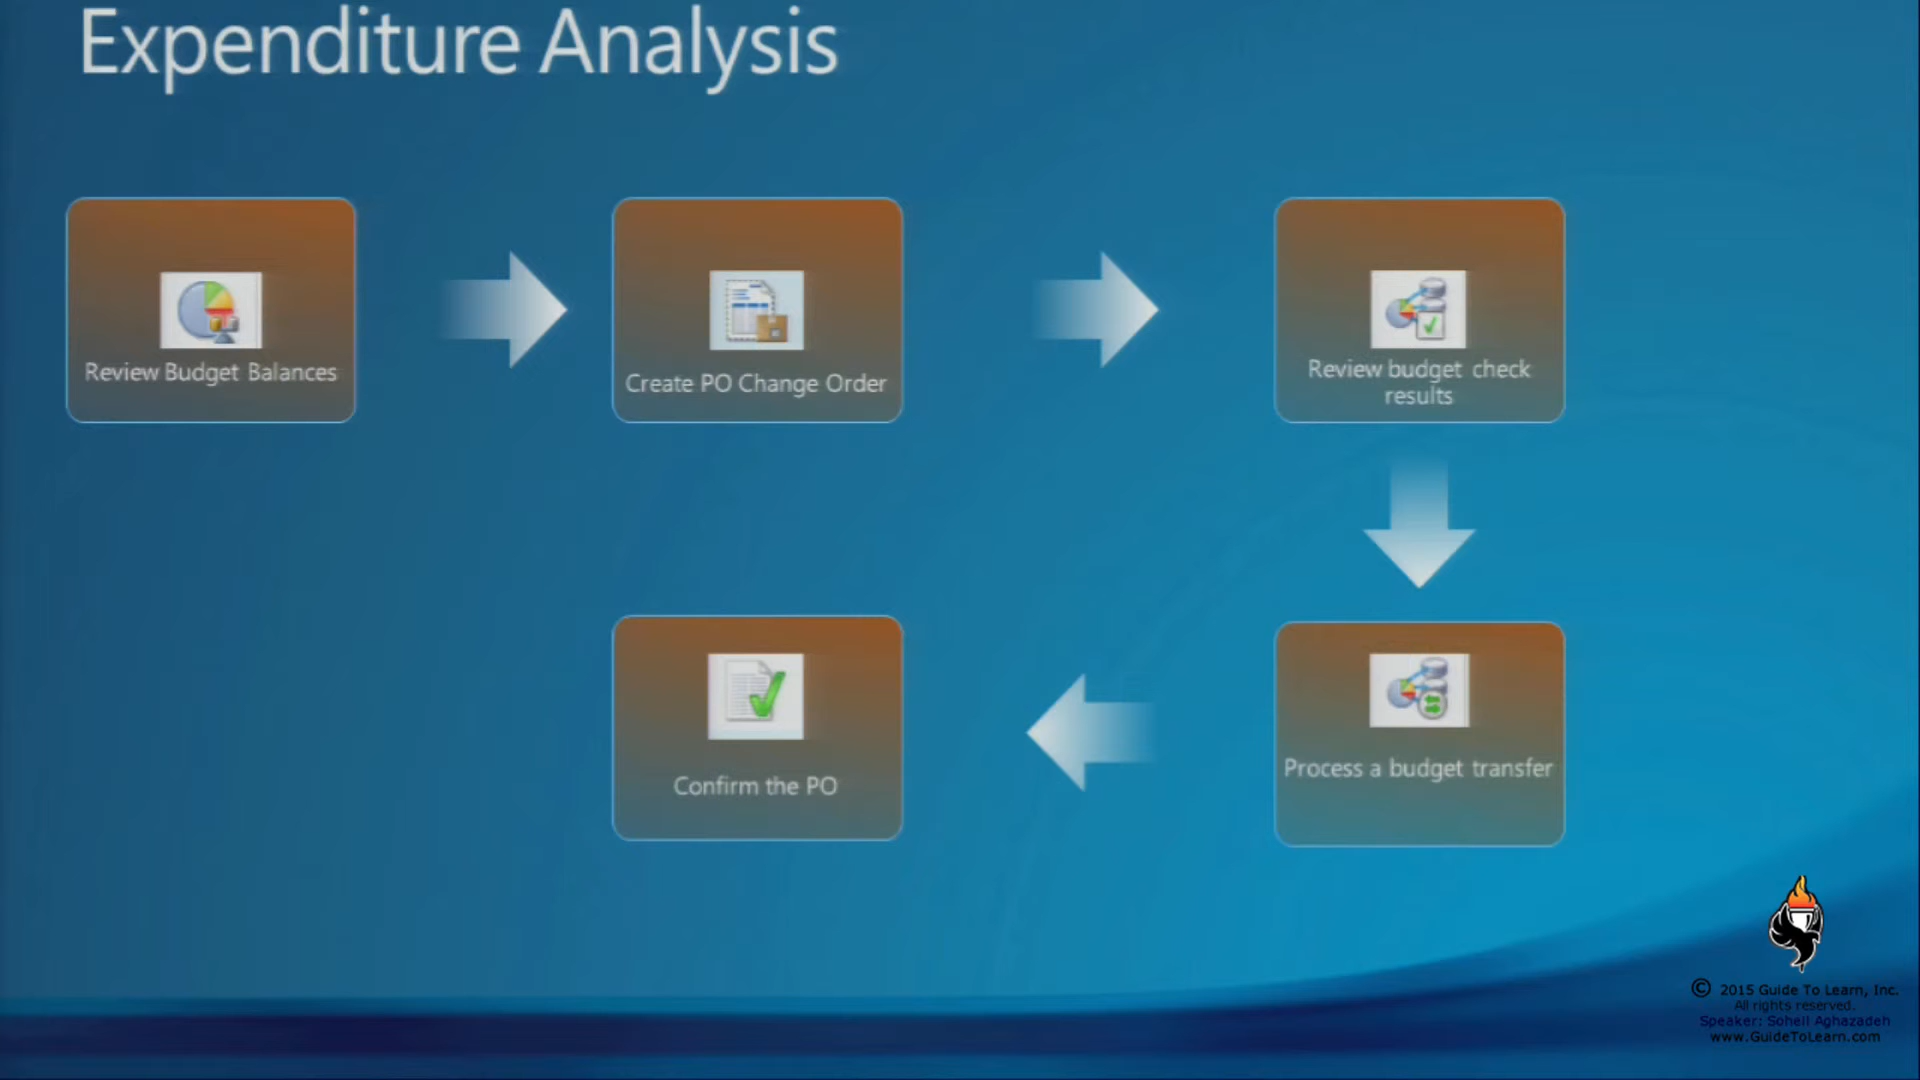 Expenditure Analysis
Review Budget Balances
Create PO Change Order
Review budget check
results
Process a budget transfer
Confirm the PO
© 2015 Guide To Learn, Inc.
All rights reserved.
Speaker: Soheil Aghazadeh
www.GuideToLearn.com